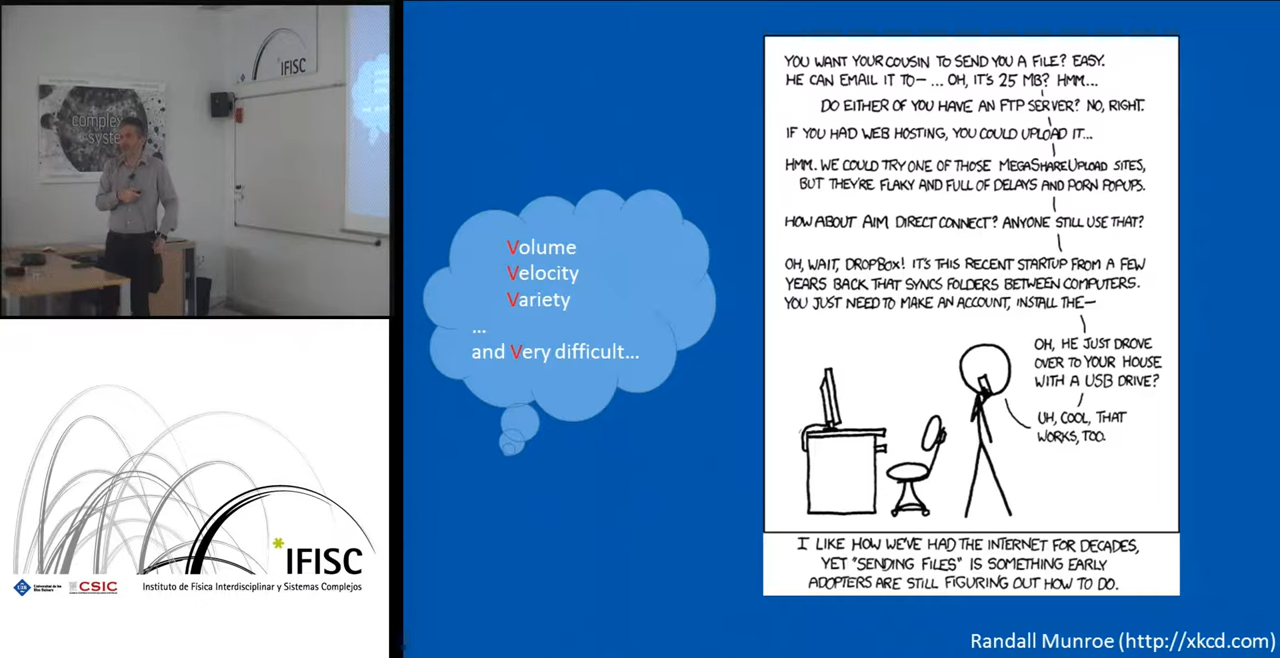 IFISC
complex
system
IFISC
CSIC
Instituto de Física Interdisciplinar y Sistemas Complejos
Volume
Velocity
Variety
...
and Very difficult...
YOU WANT YOUR COUSIN TO SEND YOU A FILE? EASY.
HE CAN EMAIL IT TO— ... OH, IT'S 25 MB? HMM...
DO EITHER OF YOU HAVE AN FTP SERVER? NO, RIGHT.
IF YOU HAD WEB HOSTING, YOU COULD UPLOAD IT...
HMM. WE COULD TRY ONE OF THOSE MEGASHAREUPLOAD SITES,
BUT THEY'RE FLAKY AND FULL OF DELAYS AND PORN POPUPS.
HOW ABOUT AIM DIRECT CONNECT? ANYONE STILL USE THAT?
OH, WAIT, DROPBOX! IT'S THIS RECENT STARTUP FROM A FEW
YEARS BACK THAT SYNCS FOLDERS BETWEEN COMPUTERS.
YOU JUST NEED TO MAKE AN ACCOUNT, INSTALL THE—
OH, HE JUST DROVE
OVER TO YOUR HOUSE
WITH A USB DRIVE?
UH, COOL, THAT
WORKS, TOO.
I LIKE HOW WE'VE HAD THE INTERNET FOR DECADES,
YET "SENDING FILES" IS SOMETHING EARLY
ADOPTERS ARE STILL FIGURING OUT HOW TO DO.
Randall Munroe (http://xkcd.com)